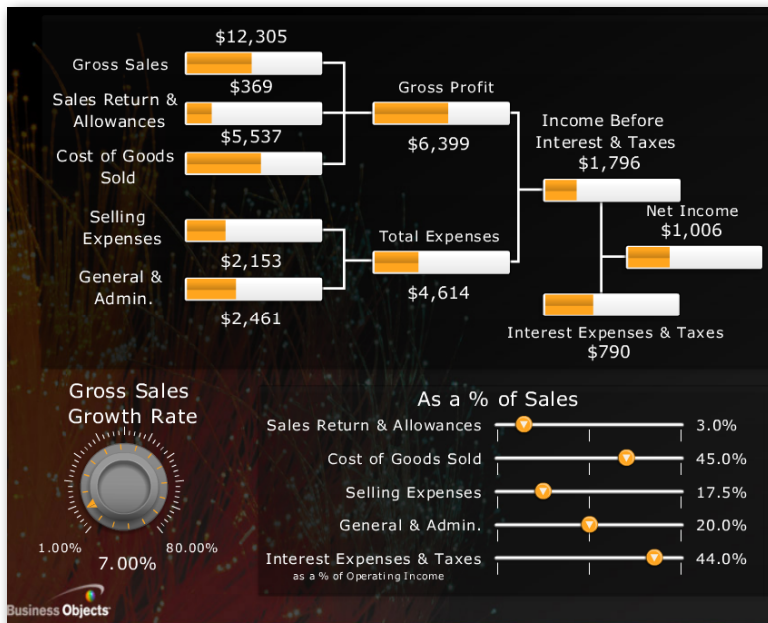 $12,305
Gross Sales
$369
Sales Return &
Allowances
$5,537
Cost of Goods
Sold
Gross Profit
$6,399
Income Before
Interest & Taxes
$1,796
Selling
Expenses
$2,153
General &
Admin.
$2,461
Total Expenses
$4,614
Net Income
$1,006
Interest Expenses & Taxes
$790
Gross Sales
Growth Rate
1.00%
80.00%
7.00%
As a % of Sales
Sales Return & Allowances 3.0%
Cost of Goods Sold 45.0%
Selling Expenses 17.5%
General & Admin. 20.0%
Interest Expenses & Taxes 44.0%
as a % of Operating Income
Business Objects